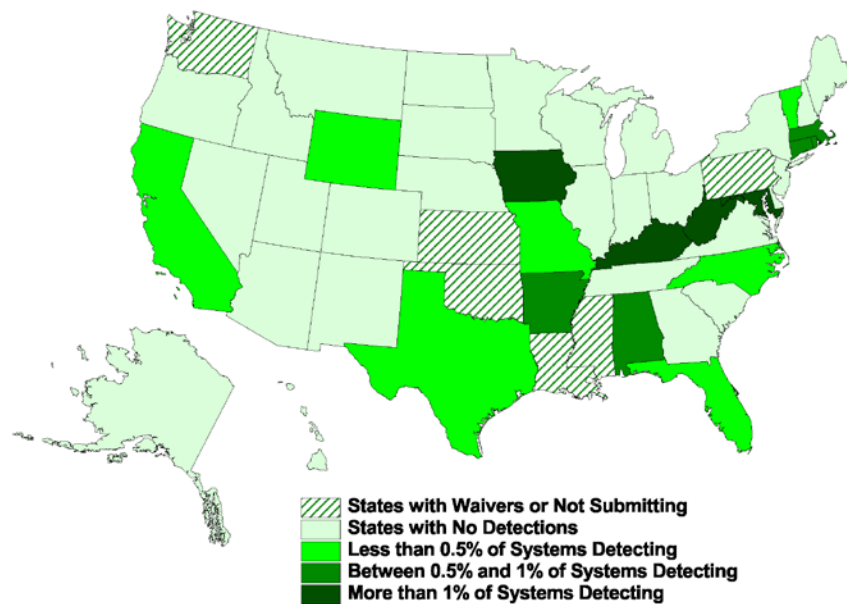 States with Waivers or Not Submitting
States with No Detections
Less than 0.5% of Systems Detecting
Between 0.5% and 1% of Systems Detecting
More than 1% of Systems Detecting